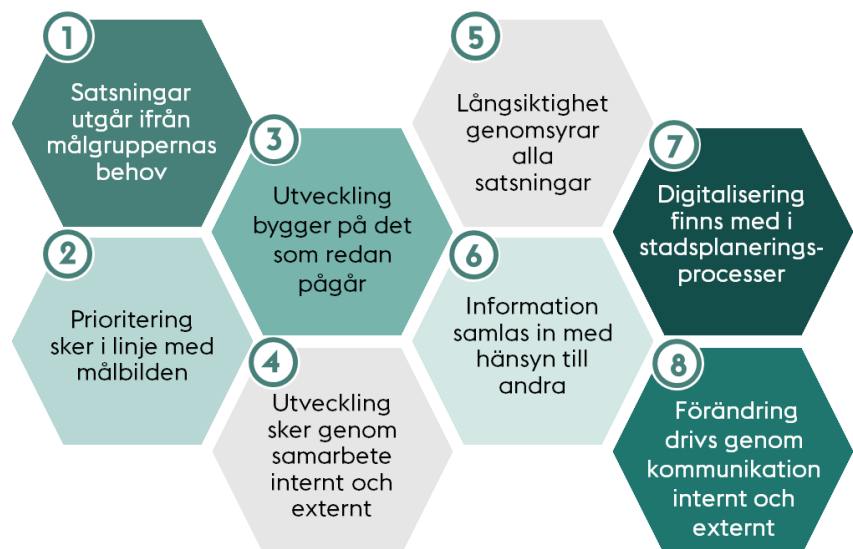 1
Satsningar
utgår ifrån
målgruppernas
behov
2
Prioritering
sker i linje med
målbilden
3
Utveckling
bygger på det
som redan
pågår
4
Utveckling
sker genom
samarbete
internt och
externt
5
Långsiktighet
genomsyrar
alla
satsningar
6
Information
samlas in med
hänsyn till
andra
7
Digitalisering
finns med i
stadsplanerings-
processer
8
Förändring
drivs genom
kommunikation
internt och
externt